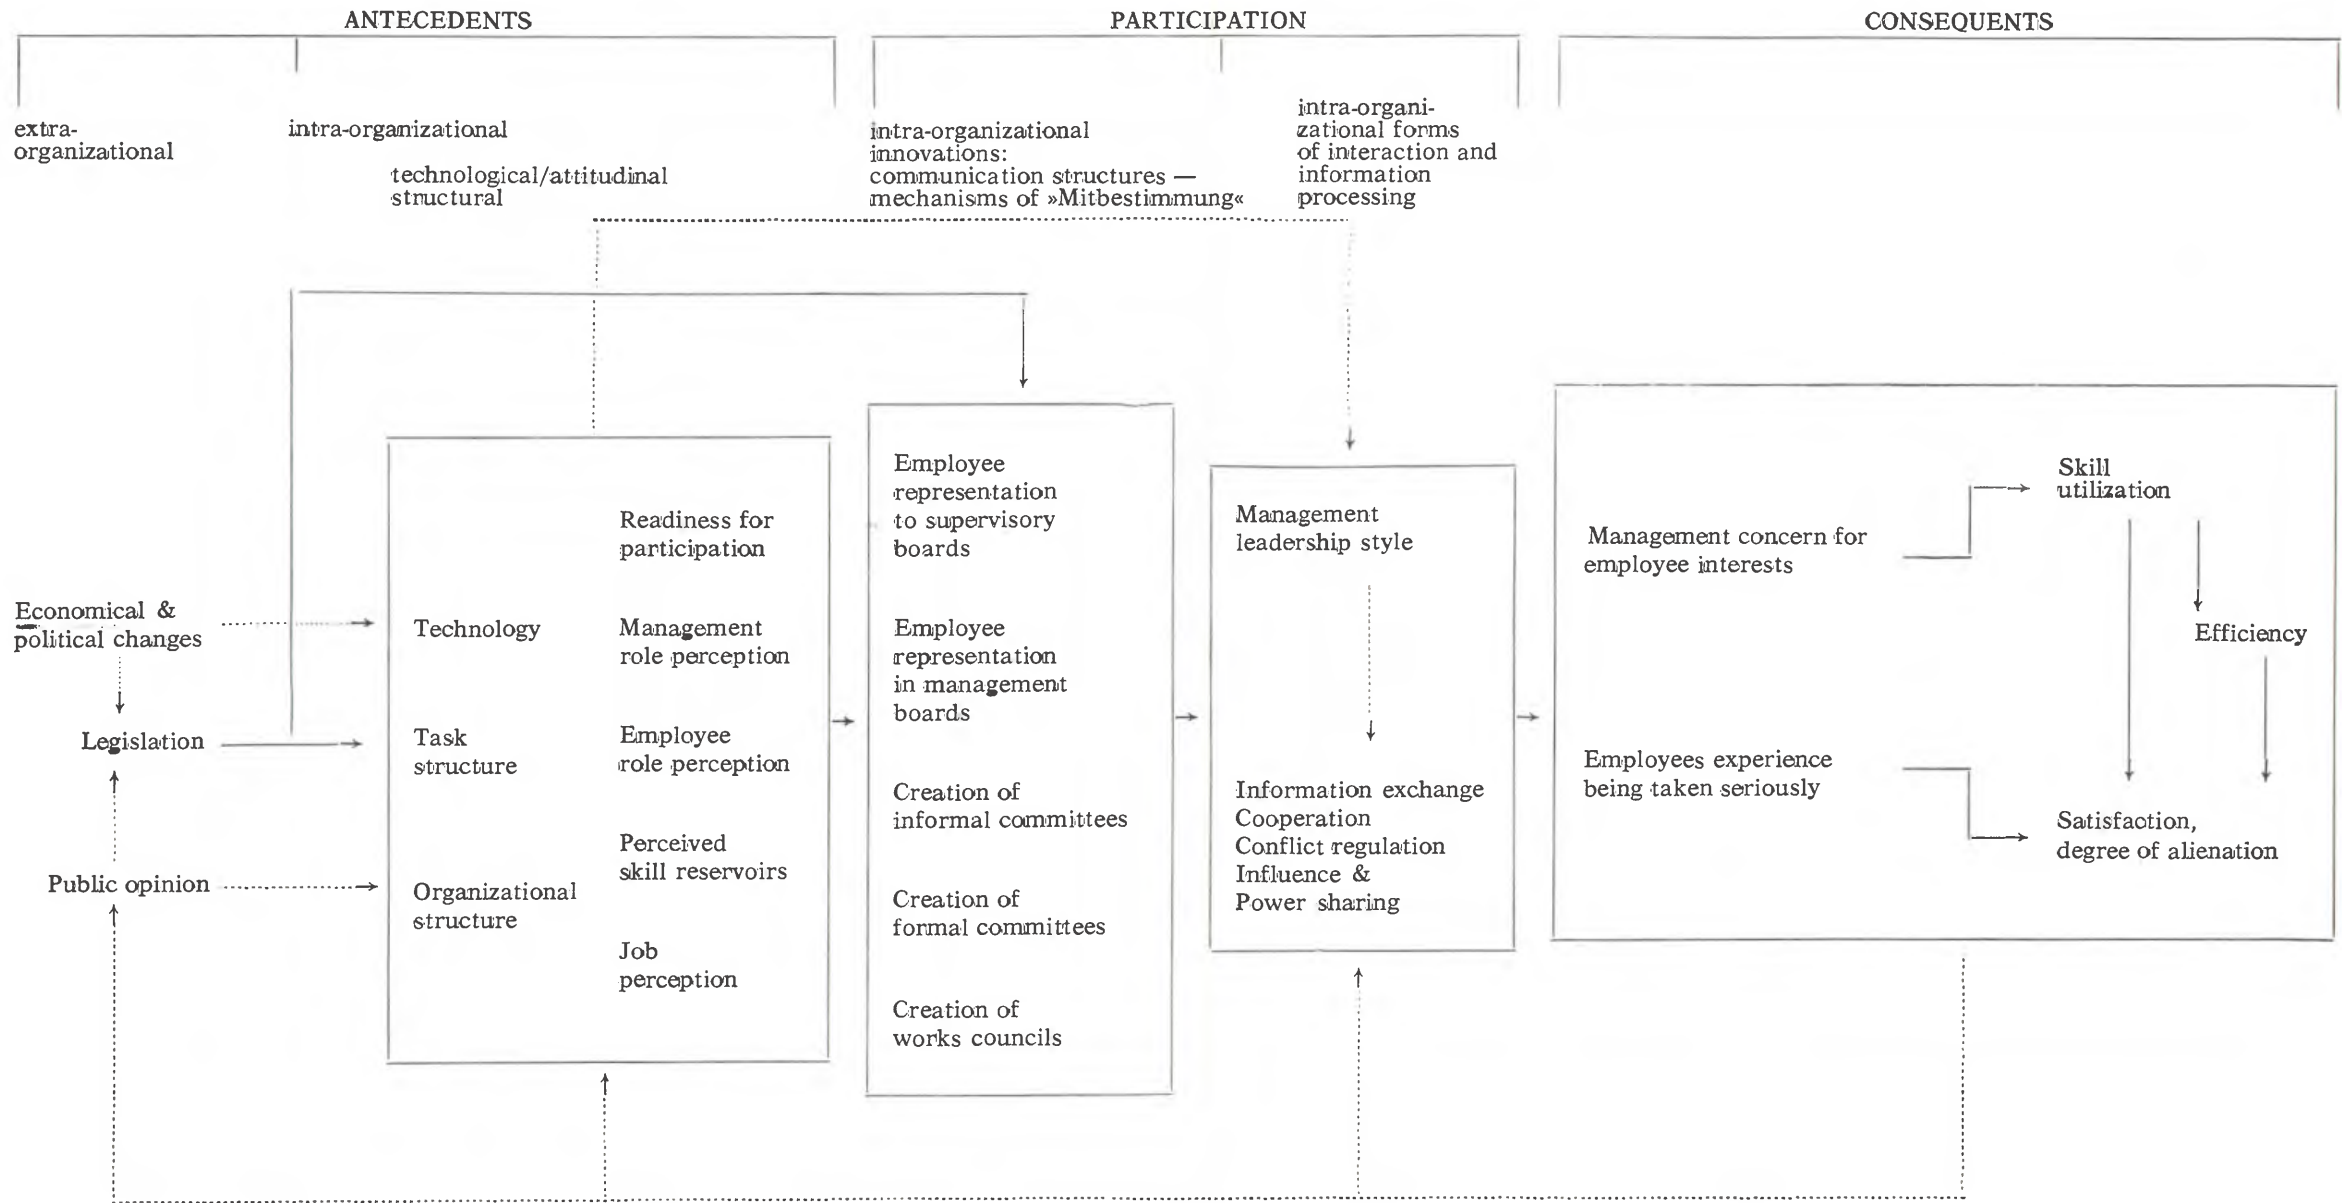 ANTECEDENTS
PARTICIPATION
CONSEQUENTS
extra-
organizational
intra-organizational
technological/attitudinal
structural
intra-organizational
innovations:
communication structures —
mechanisms of »Mitbestimmung«
intra-organi-
zational forms
of interaction and
information
processing
Economical &
political changes
Legislation
Public opinion
Technology
Task
structure
Organizational
structure
Readiness for
participation
Management
role perception
Employee
role perception
Perceived
skill reservoirs
Job
perception
Employee
representation
to supervisory
boards
Employee
representation
in management
boards
Creation of
informal committees
Creation of
formal committees
Creation of
works councils
Management
leadership style
Information exchange
Cooperation
Conflict regulation
Influence &
Power sharing
Management concern for
employee interests
Employees experience
being taken seriously
Skill
utilization
Efficiency
Satisfaction,
degree of alienation